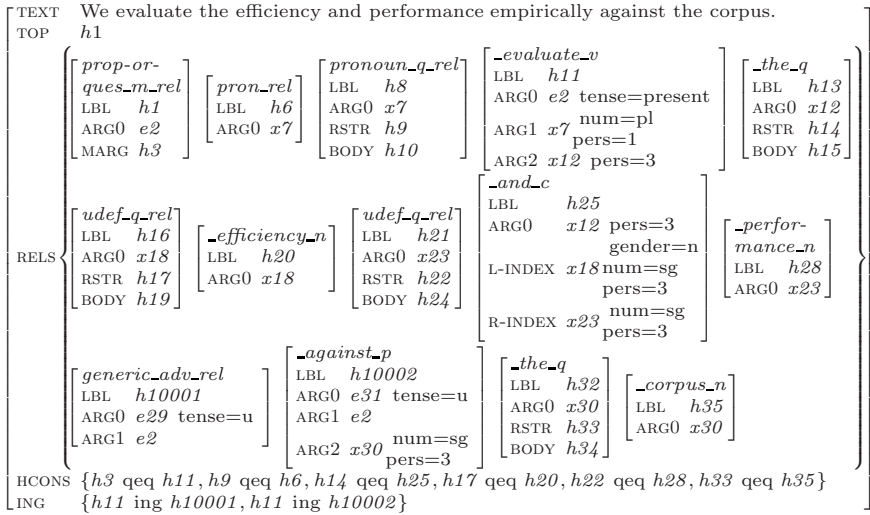 TEXT We evaluate the efficiency and performance empirically against the corpus.
TOP h1
RELS
prop-or-
ques_m_rel
LBL h1
ARG0 e2
MARG h3
pron_rel
LBL h6
ARG0 x7
pronoun_q_rel
LBL h8
ARG0 x7
RSTR h9
BODY h10
_evaluate_v
LBL h11
ARG0 e2 tense=present
ARG1 x7 num=pl
pers=1
ARG2 x12 pers=3
_the_q
LBL h13
ARG0 x12
RSTR h14
BODY h15
udef_q_rel
LBL h16
ARG0 x18
RSTR h17
BODY h19
_efficiency_n
LBL h20
ARG0 x18
udef_q_rel
LBL h21
ARG0 x23
RSTR h22
BODY h24
_and_c
LBL h25
ARG0 x12 pers=3
gender=n
L-INDEX x18 num=sg
pers=3
R-INDEX x23 num=sg
pers=3
_perfor-
mance_n
LBL h28
ARG0 x23
generic_adv_rel
LBL h10001
ARG0 e29 tense=u
ARG1 e2
_against_p
LBL h10002
ARG0 e31 tense=u
ARG1 e2
ARG2 x30 num=sg
pers=3
_the_q
LBL h32
ARG0 x30
RSTR h33
BODY h34
_corpus_n
LBL h35
ARG0 x30
HCONS {h3 qeq h11, h9 qeq h6, h14 qeq h25, h17 qeq h20, h22 qeq h28, h33 qeq h35}
ING {h11 ing h10001, h11 ing h10002}